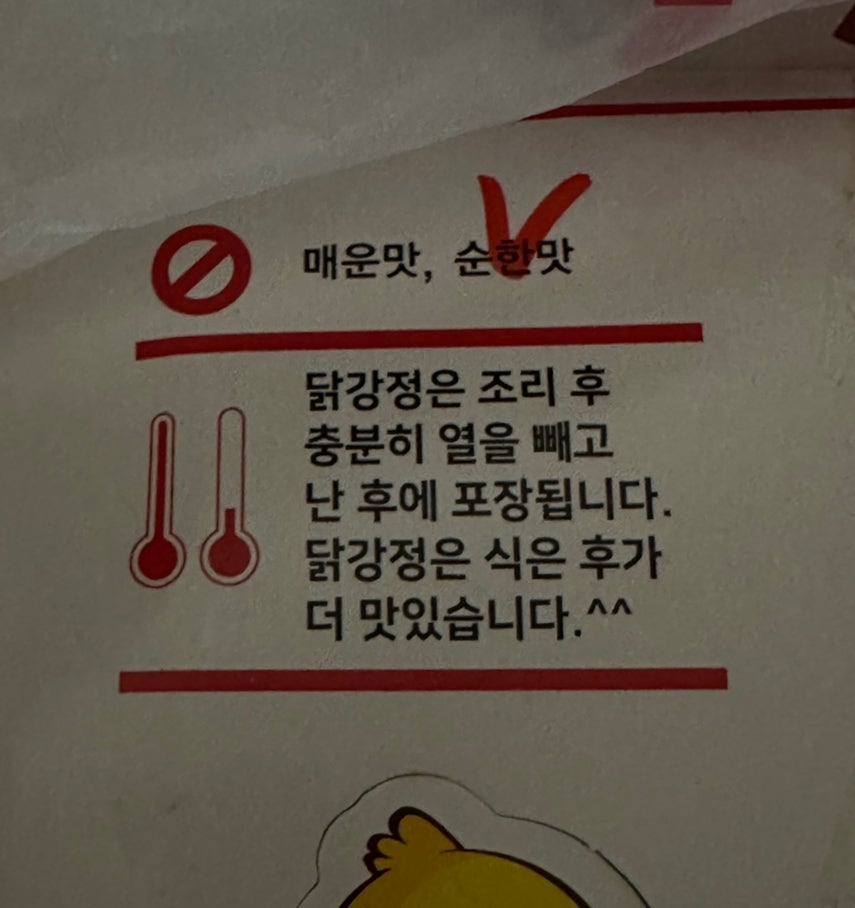 매운맛, 순한맛
닭강정은 조리 후
충분히 열을 빼고
난 후에 포장됩니다.
닭강정은 식은 후가
더 맛있습니다.^^